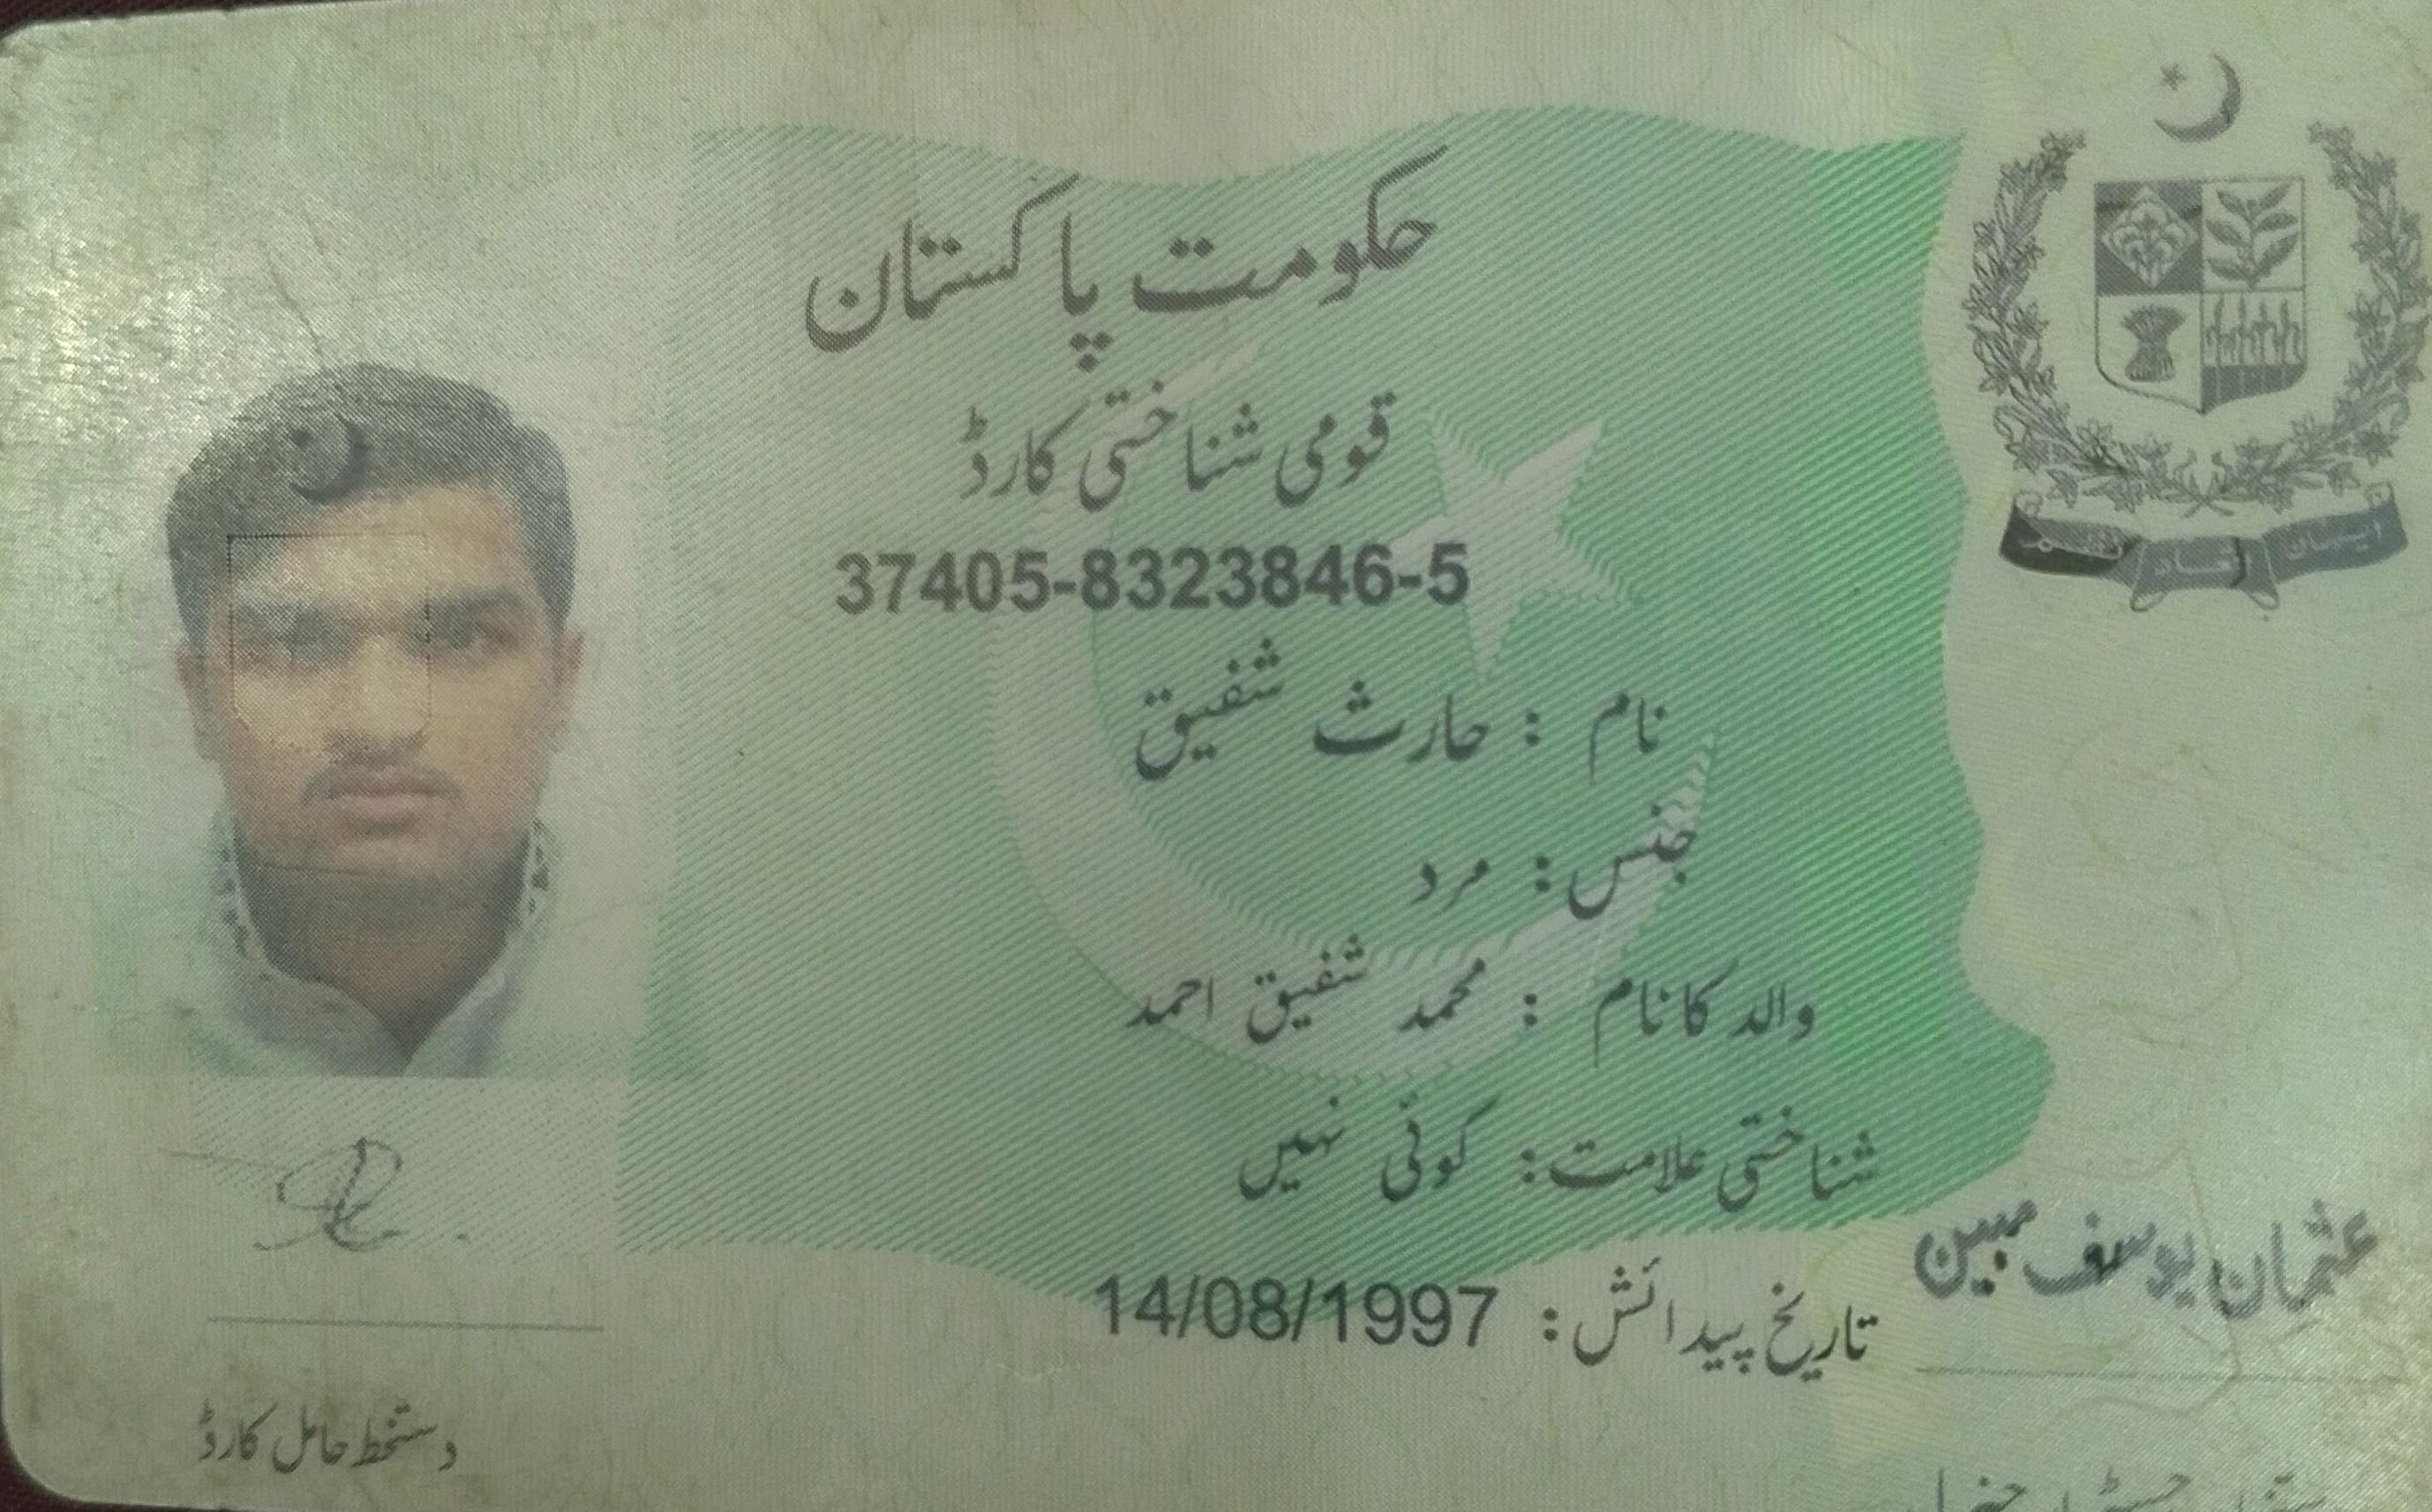 حکومت پاکستان
قومی شناختی کارڈ
37405-8323846-5
نام : حارث شفیق
جنس: مرد
والد کا نام : محمد شفیق احمد
شناختی علامت: کوئی نہیں
تاریخ پیدائش: 14/08/1997
عثمان یوسف مبین
دستخط حامل کارڈ